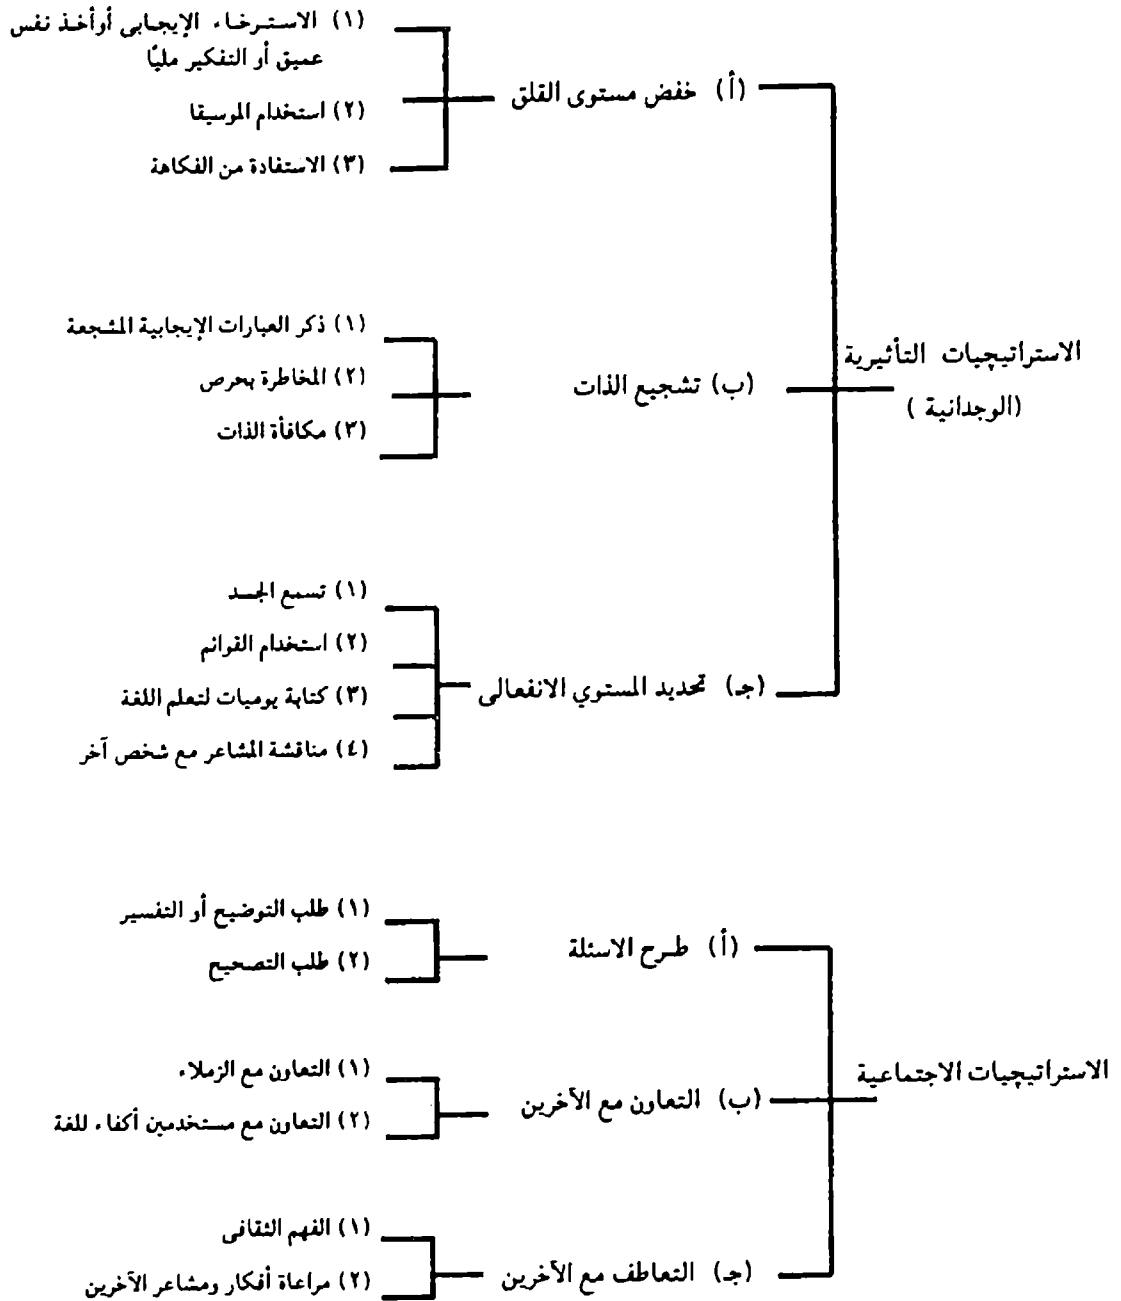 الاستراتيچيات التأثيرية
(الوجدانية)
(أ) خفض مستوى القلق
(١) الاسترخاء الإيجابى أوأخذ نفس
عميق أو التفكير مليًا
(٢) استخدام الموسيقا
(٣) الاستفادة من الفكاهة
(ب) تشجيع الذات
(١) ذكر العبارات الإيجابية المشجعة
(٢) المخاطرة بحرص
(٣) مكافأة الذات
(جـ) تحديد المستوي الانفعالى
(١) تسمع الجسد
(٢) استخدام القوائم
(٣) كتابة يوميات لتعلم اللغة
(٤) مناقشة المشاعر مع شخص آخر
الاستراتيچيات الاجتماعية
(أ) طرح الاسئلة
(١) طلب التوضيح أو التفسير
(٢) طلب التصحيح
(ب) التعاون مع الآخرين
(١) التعاون مع الزملاء
(٢) التعاون مع مستخدمين أكفاء للغة
(جـ) التعاطف مع الآخرين
(١) الفهم الثقافى
(٢) مراعاة أفكار ومشاعر الآخرين